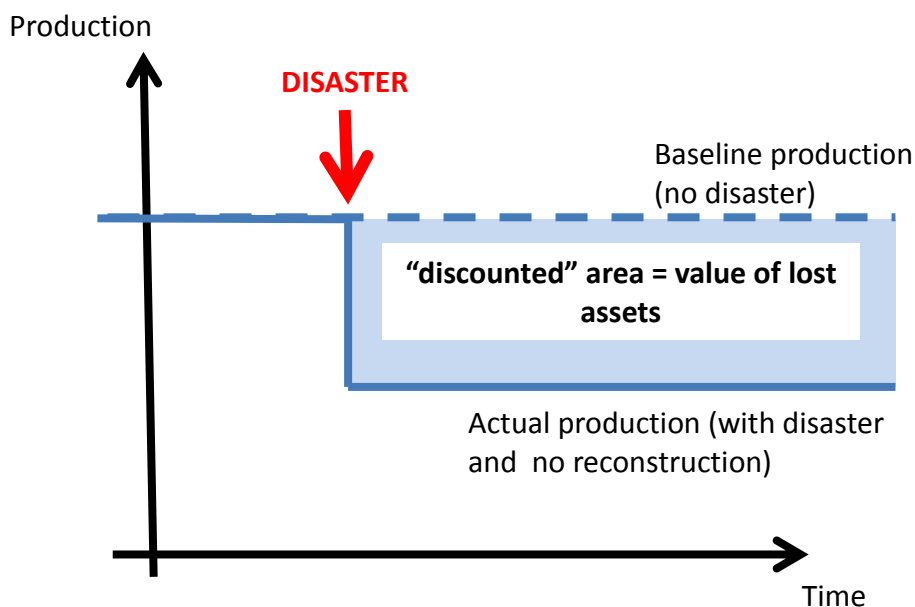 Production
DISASTER
Baseline production
(no disaster)
“discounted” area = value of lost
assets
Actual production (with disaster
and no reconstruction)
Time